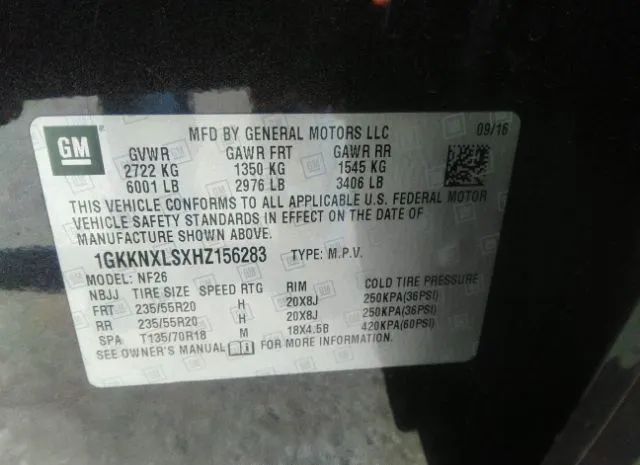 GM
MFD BY GENERAL MOTORS LLC 09/16
GVWR GAWR FRT GAWR RR
2722 KG 1350 KG 1545 KG
6001 LB 2976 LB 3406 LB
THIS VEHICLE CONFORMS TO ALL APPLICABLE U.S. FEDERAL MOTOR
VEHICLE SAFETY STANDARDS IN EFFECT ON THE DATE OF
MANUFACTURE SHOWN ABOVE.
1GKKNXLSXHZ156283 TYPE: M.P.V.
MODEL: NF26
NBJJ TIRE SIZE SPEED RTG RIM COLD TIRE PRESSURE
FRT 235/55R20 H 20X8J 250KPA(36PSI)
RR 235/55R20 H 20X8J 250KPA(36PSI)
SPA T135/70R18 M 18X4.5B 420KPA(60PSI)
SEE OWNER'S MANUAL FOR MORE INFORMATION.